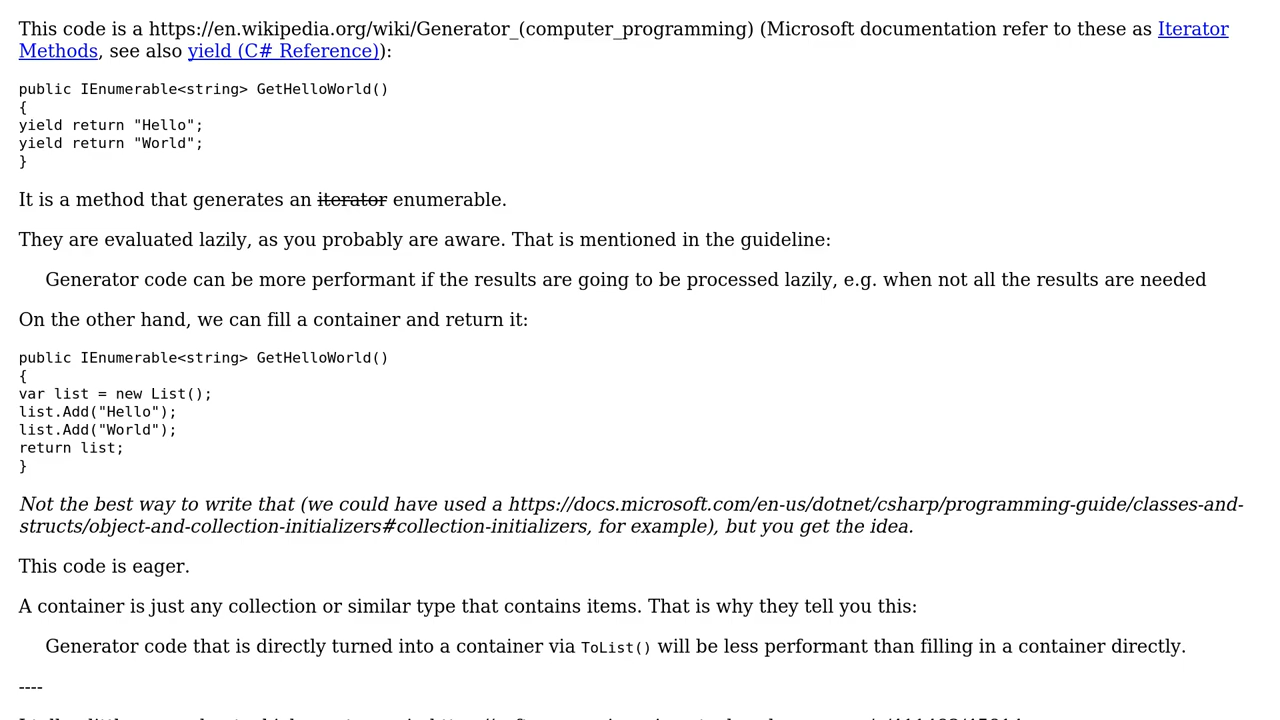 This code is a https://en.wikipedia.org/wiki/Generator_(computer_programming) (Microsoft documentation refer to these as Iterator
Methods, see also yield (C# Reference)):
public IEnumerable<string> GetHelloWorld()
{
yield return "Hello";
yield return "World";
}
It is a method that generates an iterator enumerable.
They are evaluated lazily, as you probably are aware. That is mentioned in the guideline:
Generator code can be more performant if the results are going to be processed lazily, e.g. when not all the results are needed
On the other hand, we can fill a container and return it:
public IEnumerable<string> GetHelloWorld()
{
var list = new List();
list.Add("Hello");
list.Add("World");
return list;
}
Not the best way to write that (we could have used a https://docs.microsoft.com/en-us/dotnet/csharp/programming-guide/classes-and-
structs/object-and-collection-initializers#collection-initializers, for example), but you get the idea.
This code is eager.
A container is just any collection or similar type that contains items. That is why they tell you this:
Generator code that is directly turned into a container via ToList() will be less performant than filling in a container directly.
----